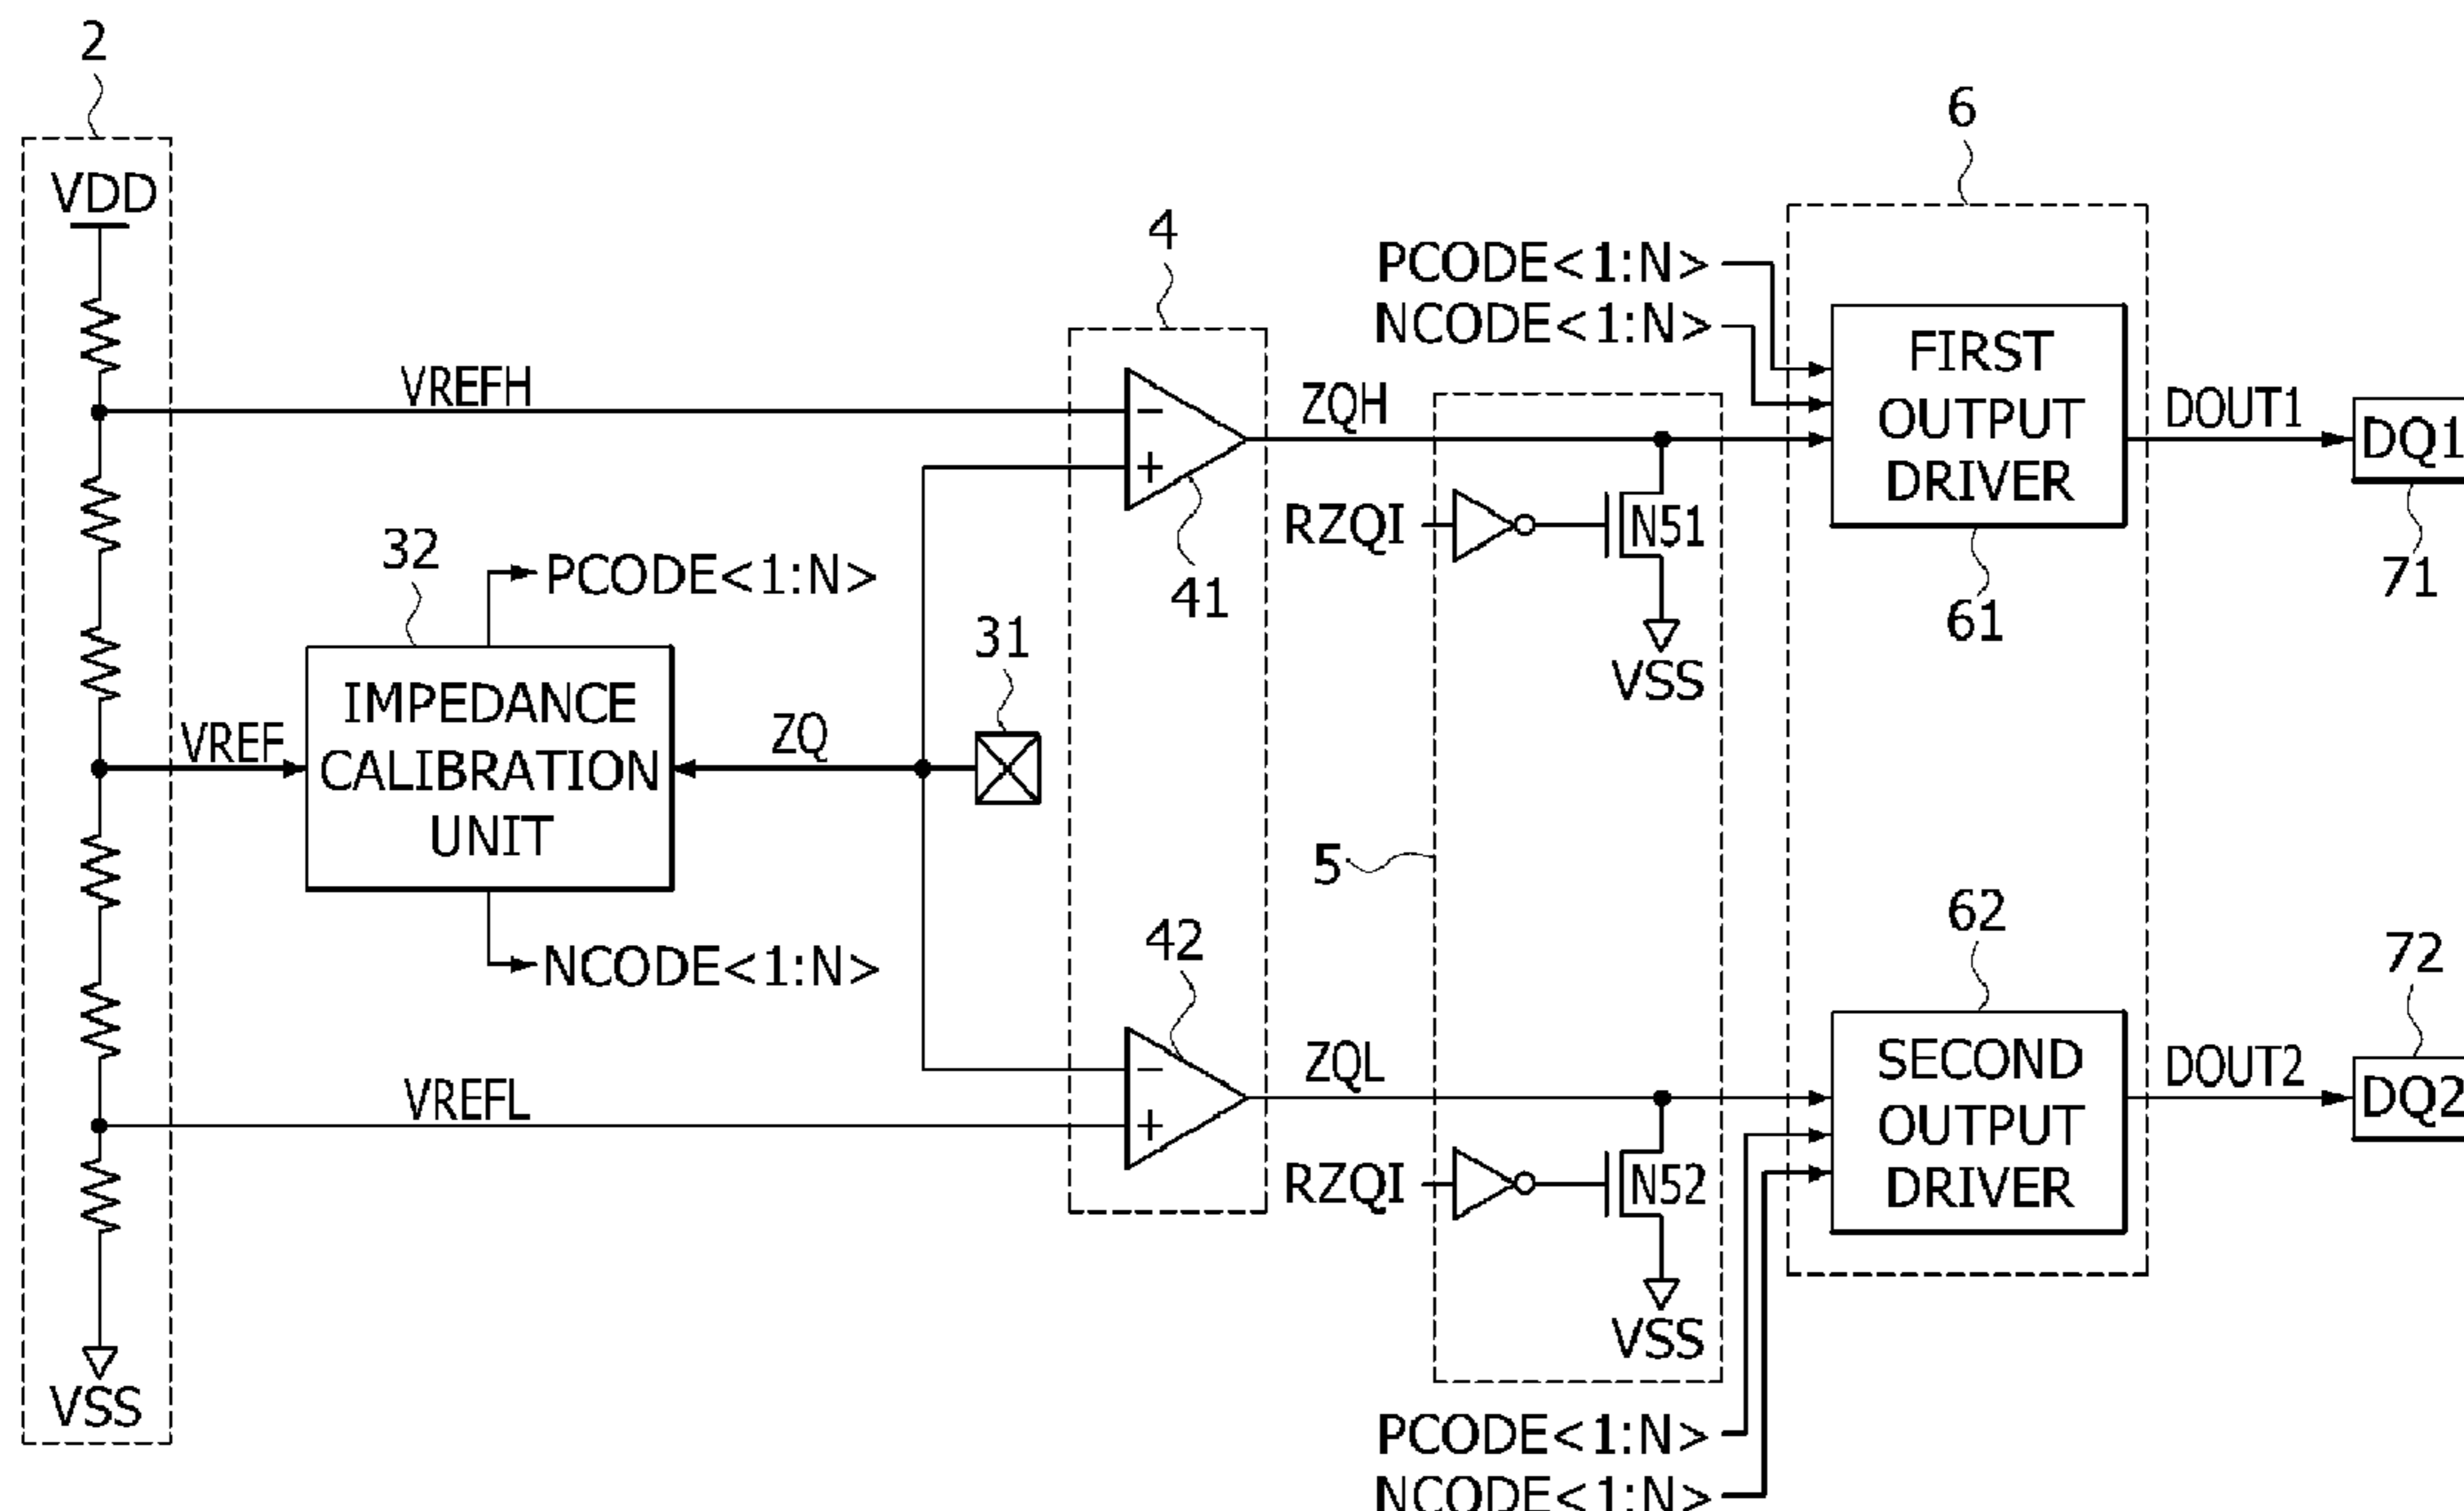 2
VDD
VSS
VREFH
VREF
VREFL
32
PCODE<1:N>
IMPEDANCE
CALIBRATION
UNIT
NCODE<1:N>
ZQ
31
4
41
42
ZQH
ZQL
5
RZQI
N51
VSS
RZQI
N52
VSS
PCODE<1:N>
NCODE<1:N>
6
FIRST
OUTPUT
DRIVER
61
62
SECOND
OUTPUT
DRIVER
PCODE<1:N>
NCODE<1:N>
DOUT1
DQ1
71
72
DOUT2
DQ2